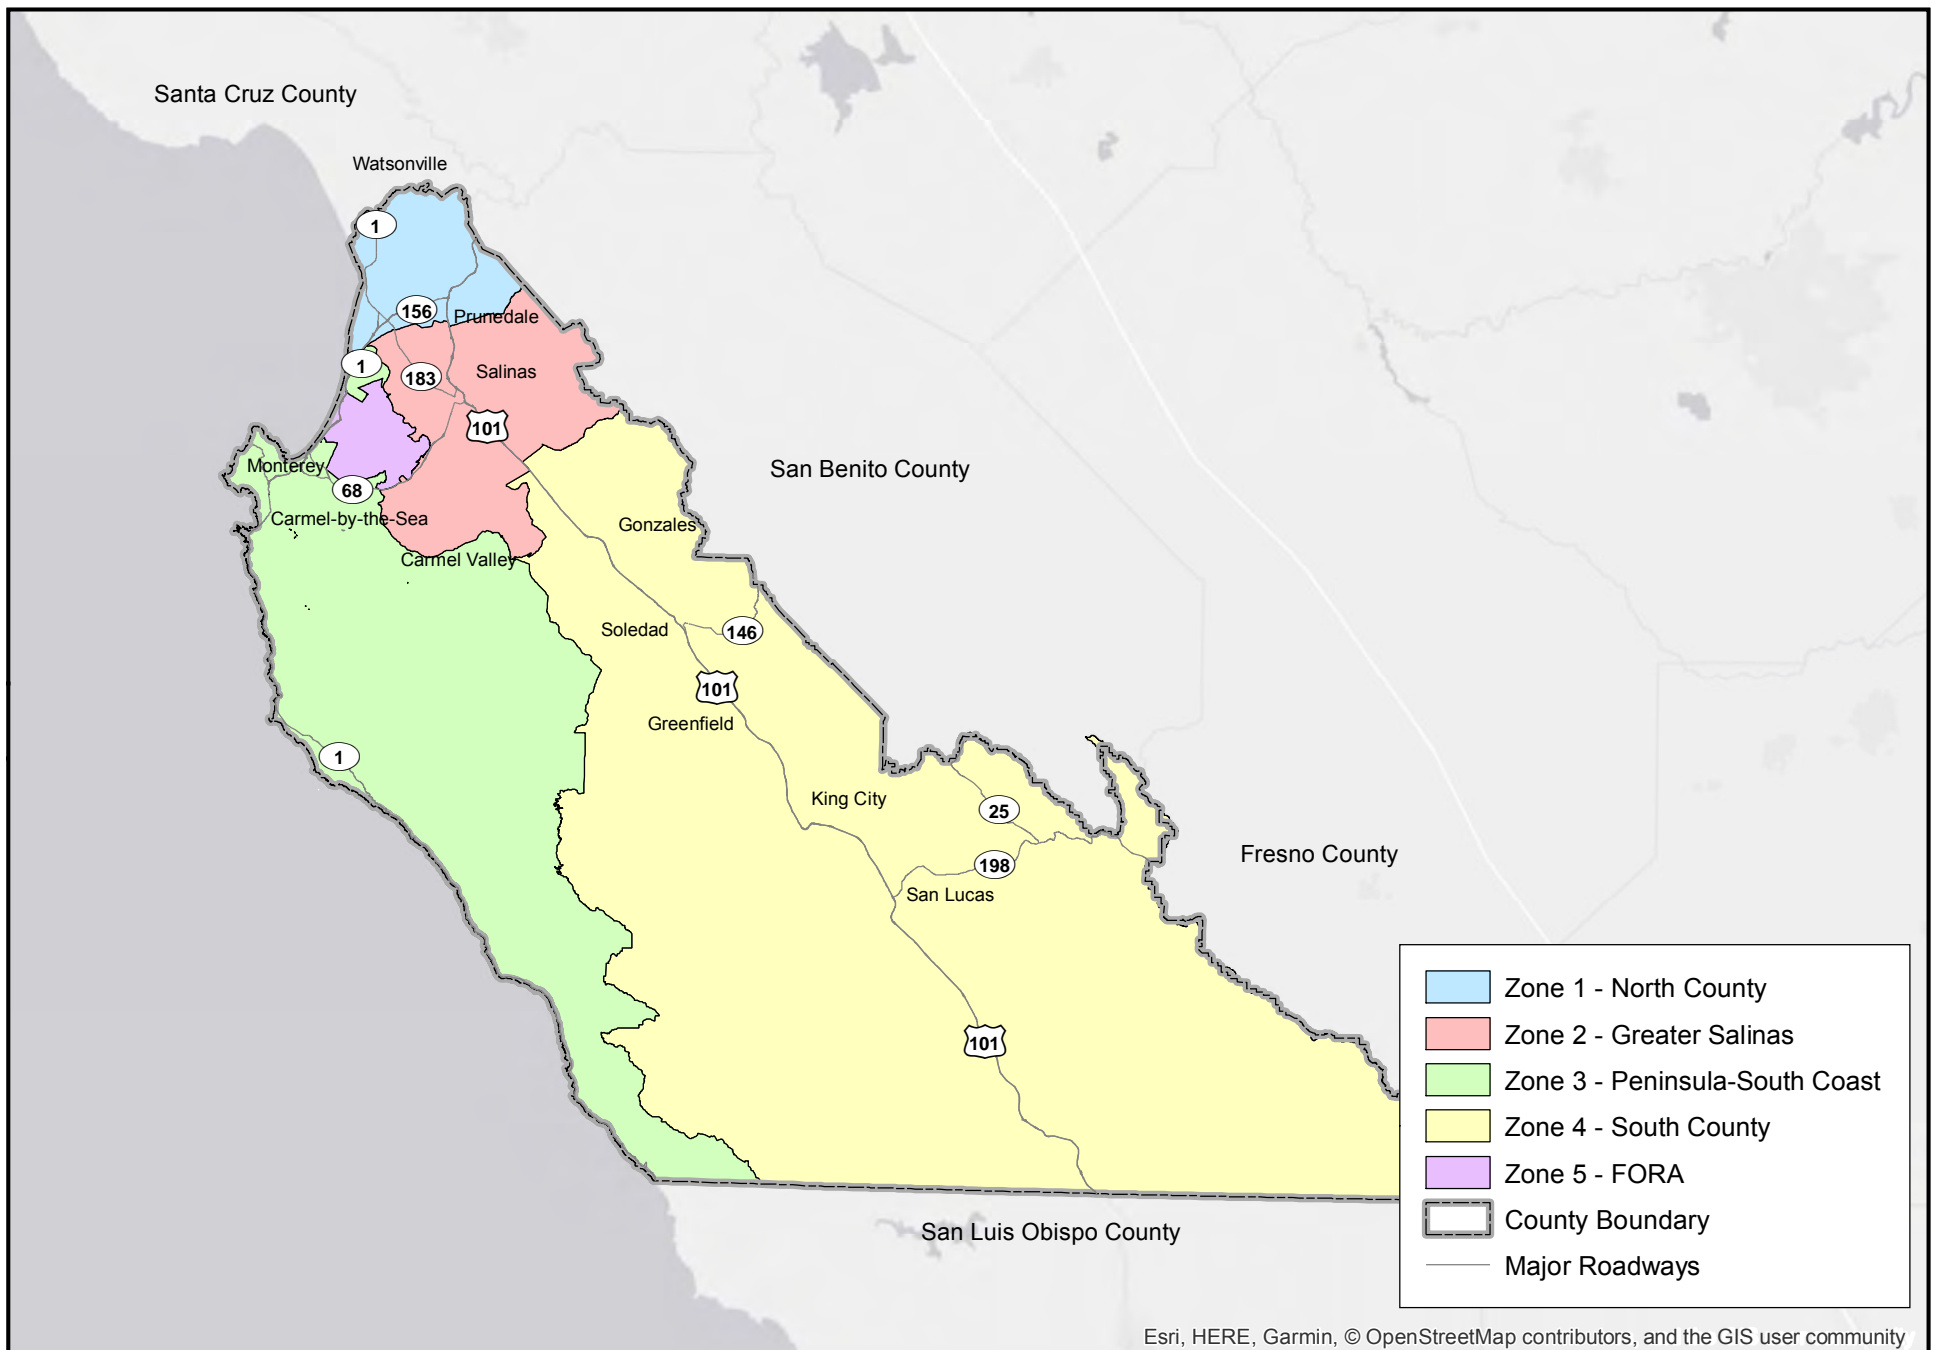 Santa Cruz County
Watsonville
1
156
Prunedale
1
183
Salinas
101
Monterey
68
San Benito County
Carmel-by-the-Sea
Gonzales
Carmel Valley
Soledad
146
101
Greenfield
1
King City
25
Fresno County
198
San Lucas
101
San Luis Obispo County
Zone 1 - North County
Zone 2 - Greater Salinas
Zone 3 - Peninsula-South Coast
Zone 4 - South County
Zone 5 - FORA
County Boundary
Major Roadways
Esri, HERE, Garmin, © OpenStreetMap contributors, and the GIS user community